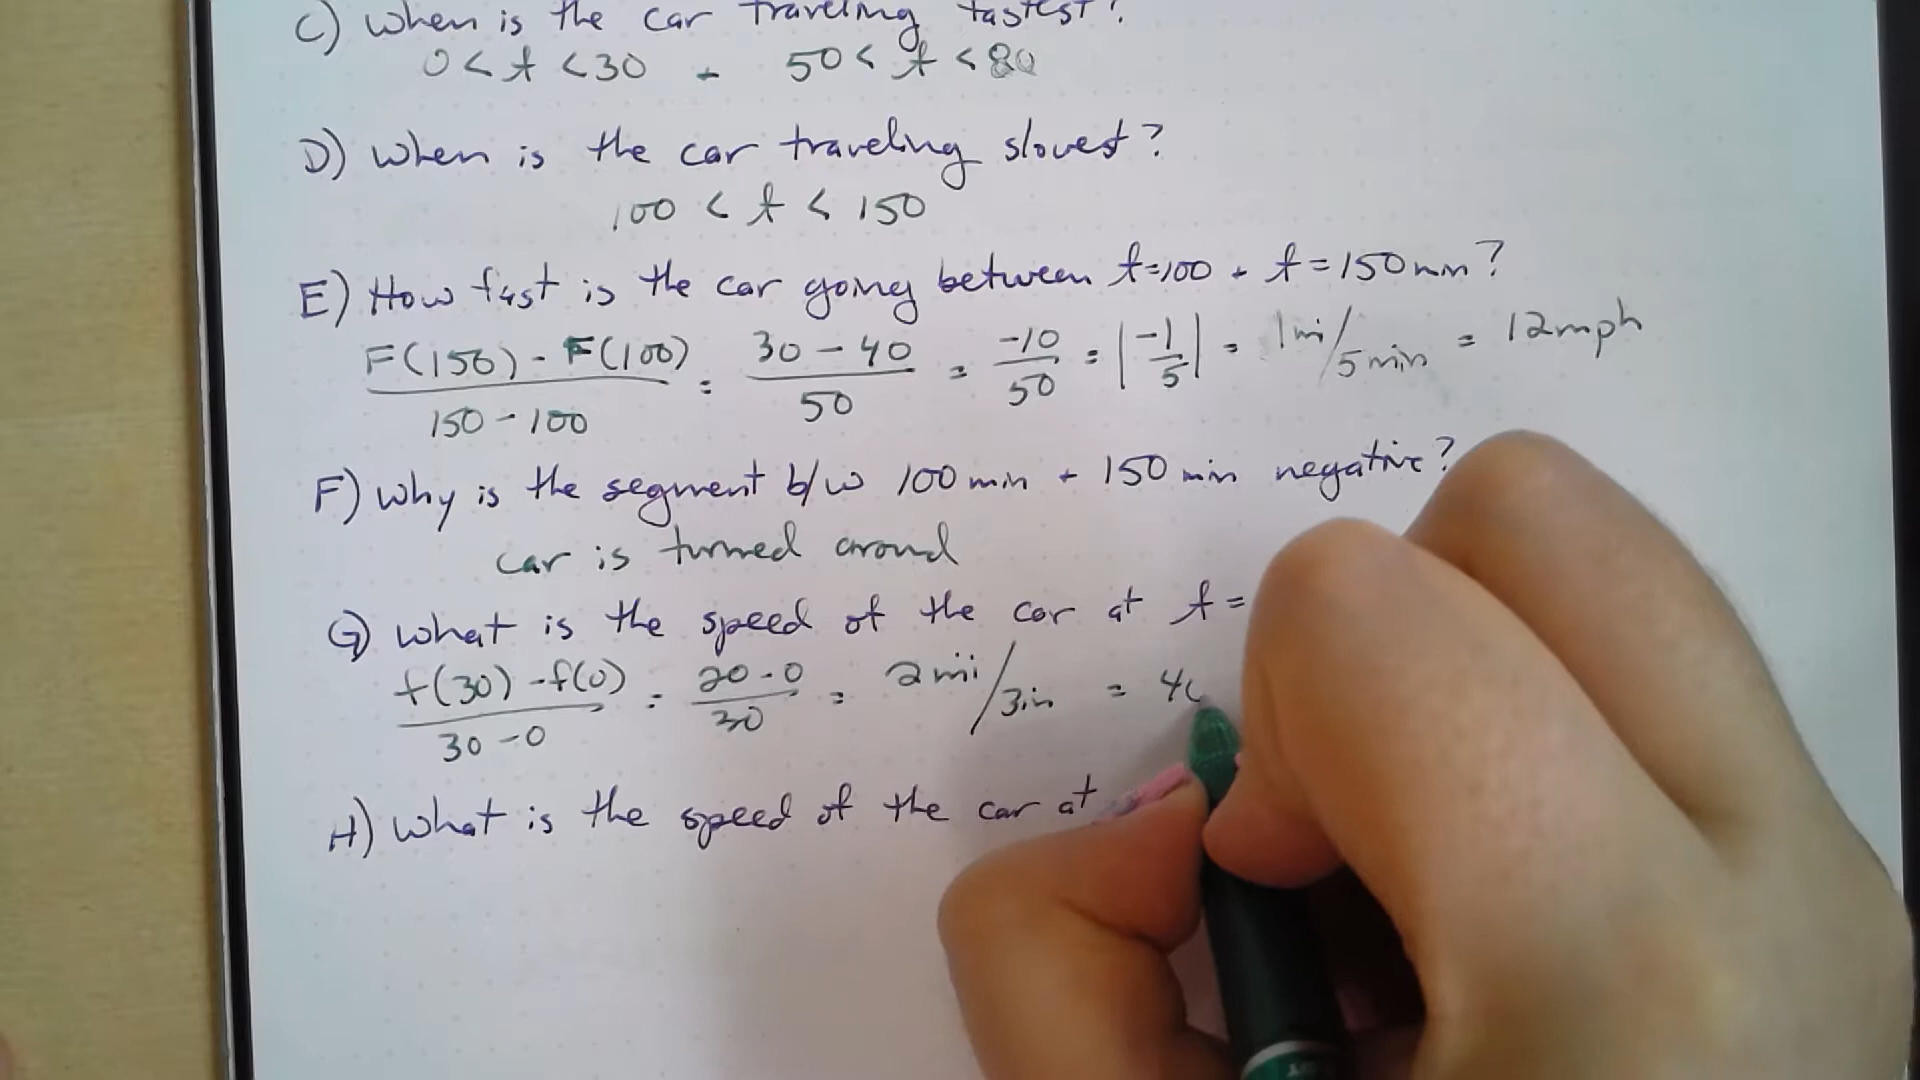 C) When is the car traveling fastest?
0 < t < 30 + 50 < t < 80
D) When is the car traveling slowest?
100 < t < 150
E) How fast is the car going between t=100 + t=150 min?
F(150) - F(100) / 150 - 100 = 30 - 40 / 50 = -10 / 50 = |-1/5| = 1 mi/5 min = 12mph
F) Why is the segment b/w 100 min + 150 min negative?
car is turned around
G) What is the speed of the car at t =
f(30) - f(0) / 30 - 0 = 20 - 0 / 30 = 2 mi/3in = 40
H) What is the speed of the car at